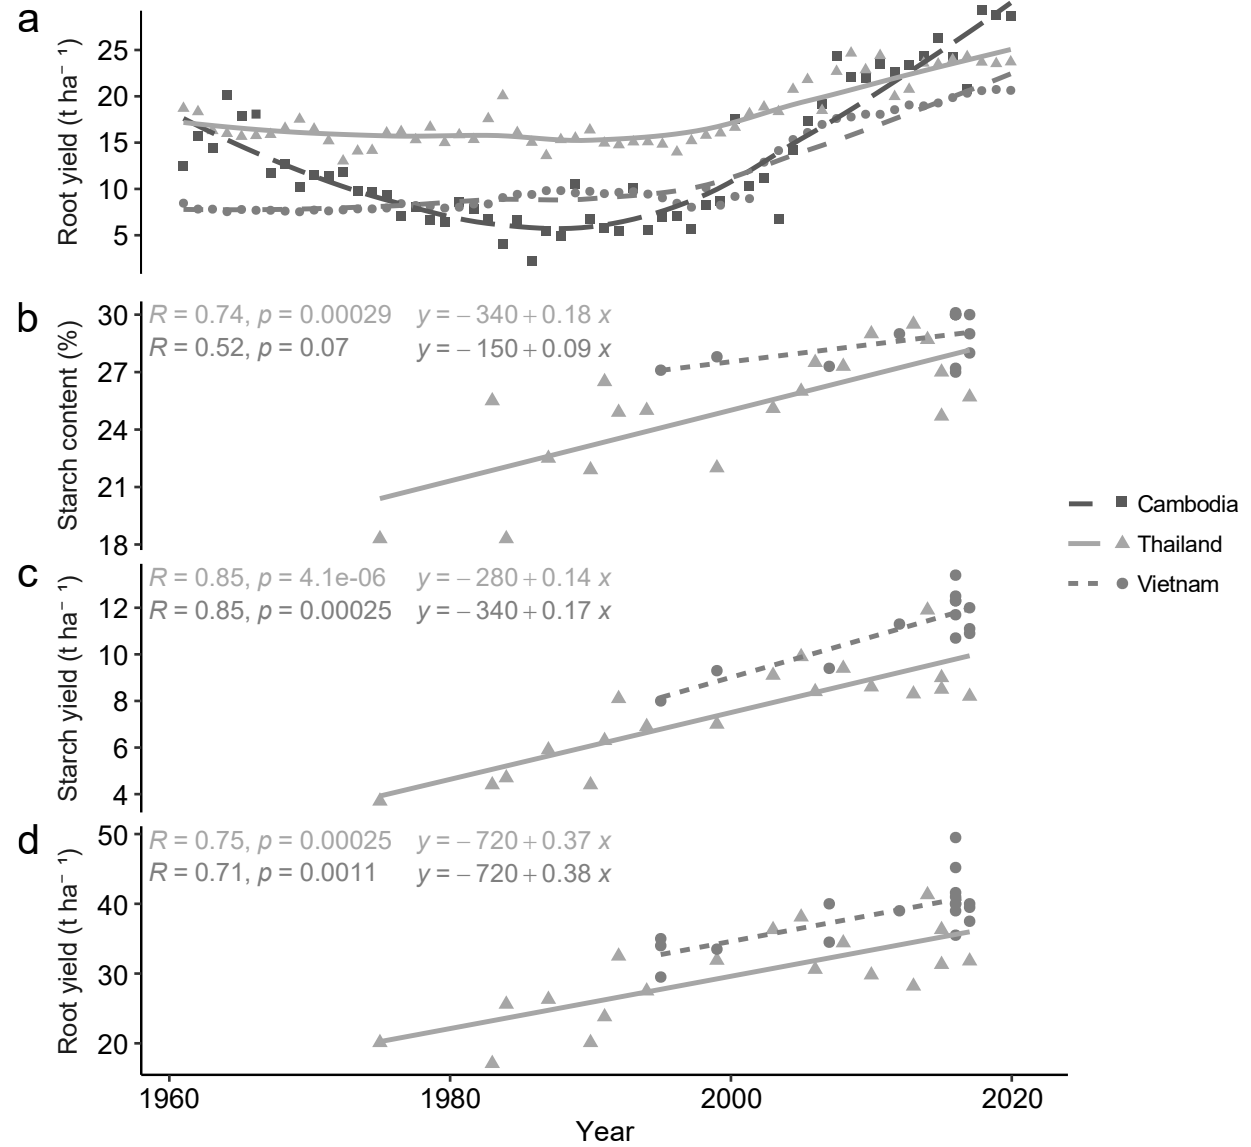 a
Root yield (t ha⁻¹)
25
20
15
10
5
b
Starch content (%)
30
27
24
21
18
R = 0.74, p = 0.00029 y = − 340 + 0.18 x
R = 0.52, p = 0.07 y = − 150 + 0.09 x
c
Starch yield (t ha⁻¹)
12
10
8
6
4
R = 0.85, p = 4.1e-06 y = − 280 + 0.14 x
R = 0.85, p = 0.00025 y = − 340 + 0.17 x
d
Root yield (t ha⁻¹)
50
40
30
20
R = 0.75, p = 0.00025 y = − 720 + 0.37 x
R = 0.71, p = 0.0011 y = − 720 + 0.38 x
1960 1980 2000 2020
Year
Cambodia
Thailand
Vietnam